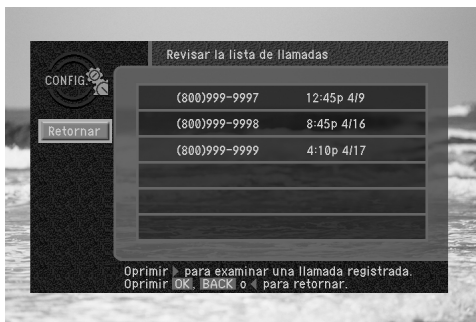 Revisar la lista de llamadas
CONFIG.
Retornar
(800)999-9997 12:45p 4/9
(800)999-9998 8:45p 4/16
(800)999-9999 4:10p 4/17
Oprimir ▶ para examinar una llamada registrada.
Oprimir OK, BACK o ◀ para retornar.